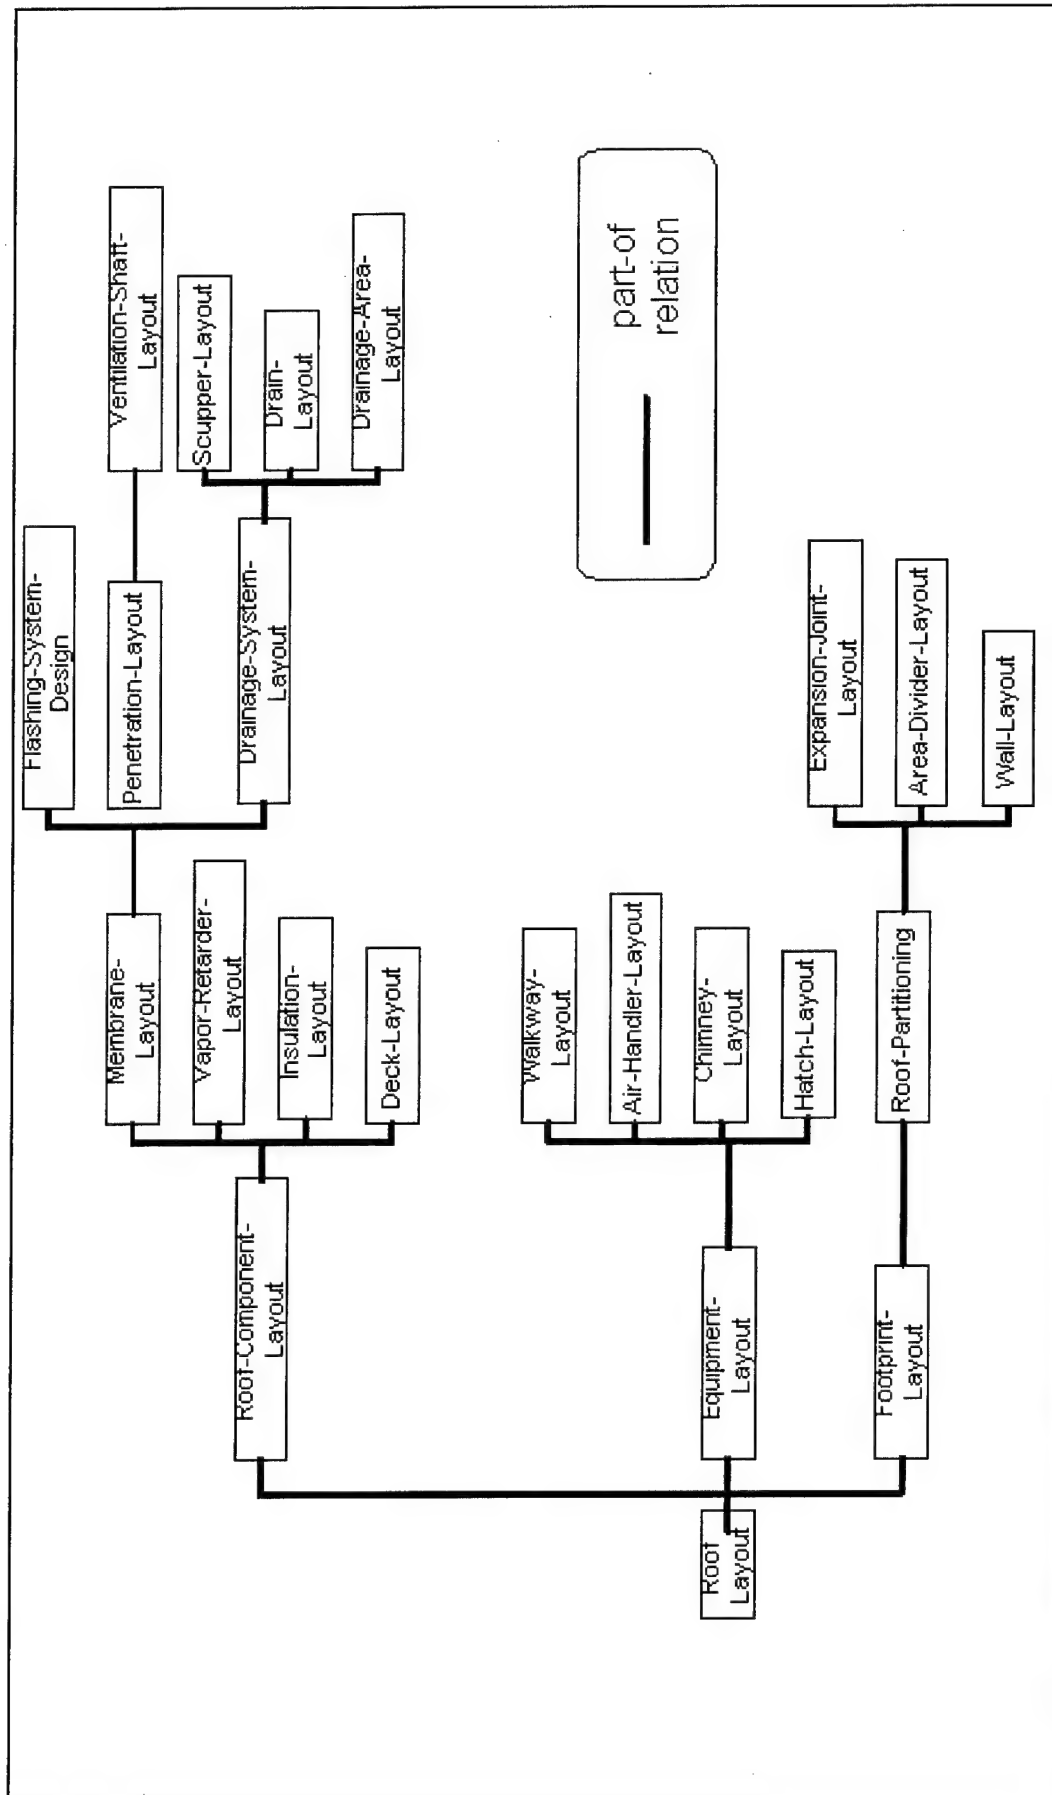 Flashing-System-
Design
Ventilation-Shaft-
Layout
Membrane-
Layout
Penetration-Layout
Scupper-Layout
Vapor-Retarder-
Layout
Drainage-System-
Layout
Drain-
Layout
Roof-Component-
Layout
Insulation-
Layout
Drainage-Area-
Layout
Deck-Layout
Walkway-
Layout
part-of
relation
Air-Handler-Layout
Roof
Layout
Equipment-
Layout
Chimney-
Layout
Hatch-Layout
Expansion-Joint-
Layout
Footprint-
Layout
Roof-Partitioning
Area-Divider-Layout
Wall-Layout